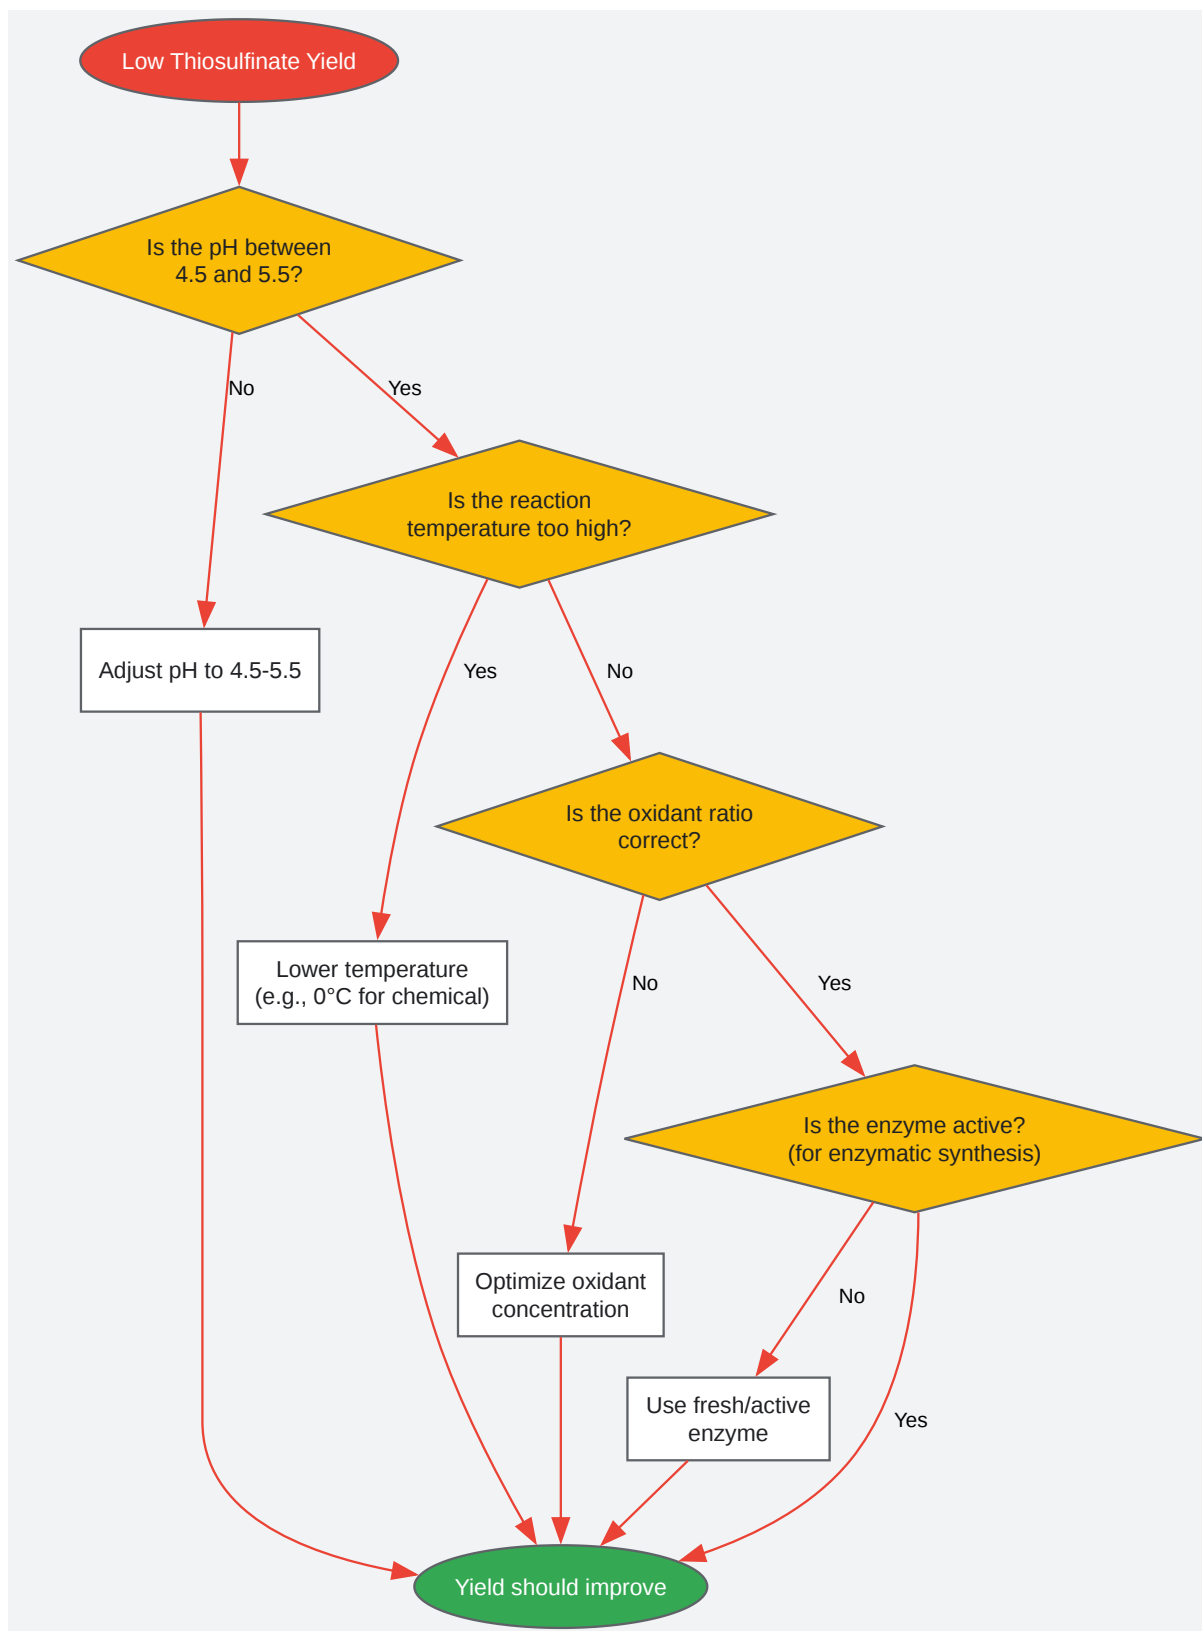 Low Thiosulfinate Yield
Is the pH between
4.5 and 5.5?
No
Yes
Is the reaction
temperature too high?
Adjust pH to 4.5-5.5
Yes
No
Is the oxidant ratio
correct?
Lower temperature
(e.g., 0°C for chemical)
No
Yes
Is the enzyme active?
(for enzymatic synthesis)
Optimize oxidant
concentration
No
Use fresh/active
enzyme
Yes
Yield should improve